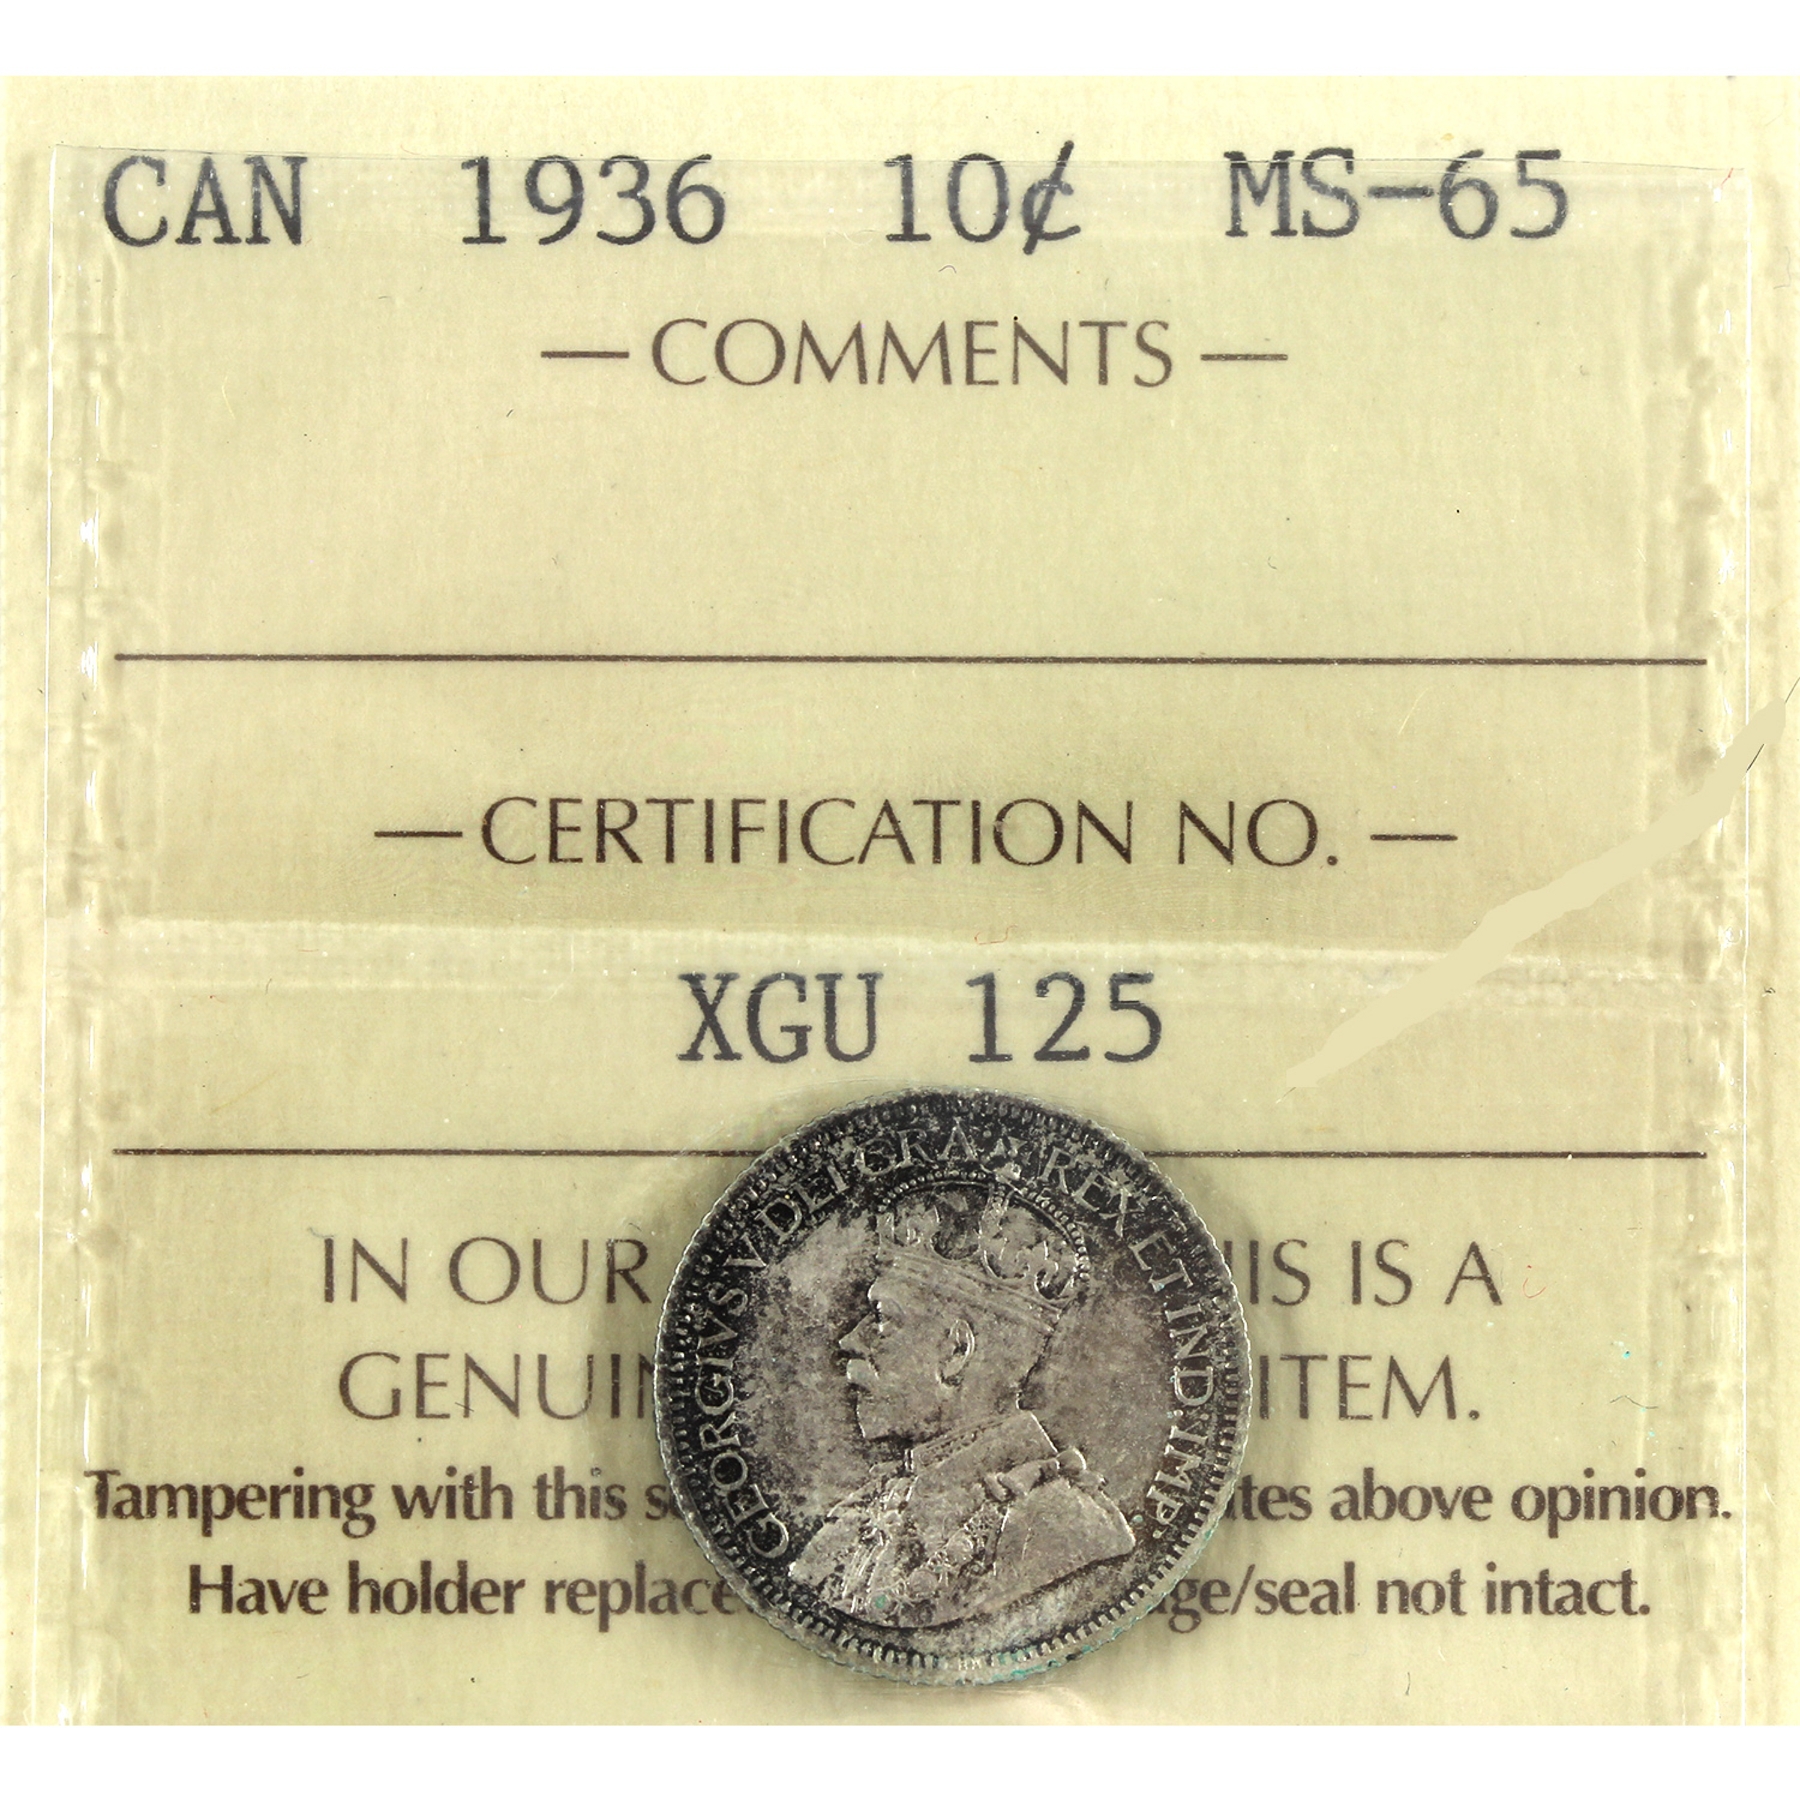 CAN 1936 10¢ MS-65
— COMMENTS —
— CERTIFICATION NO. —
XGU 125
GEORGIVS V DEI GRA: REX ET IND: IMP:
IN OUR IS IS A
GENUIN ITEM.
Tampering with this s tes above opinion.
Have holder replace ge/seal not intact.